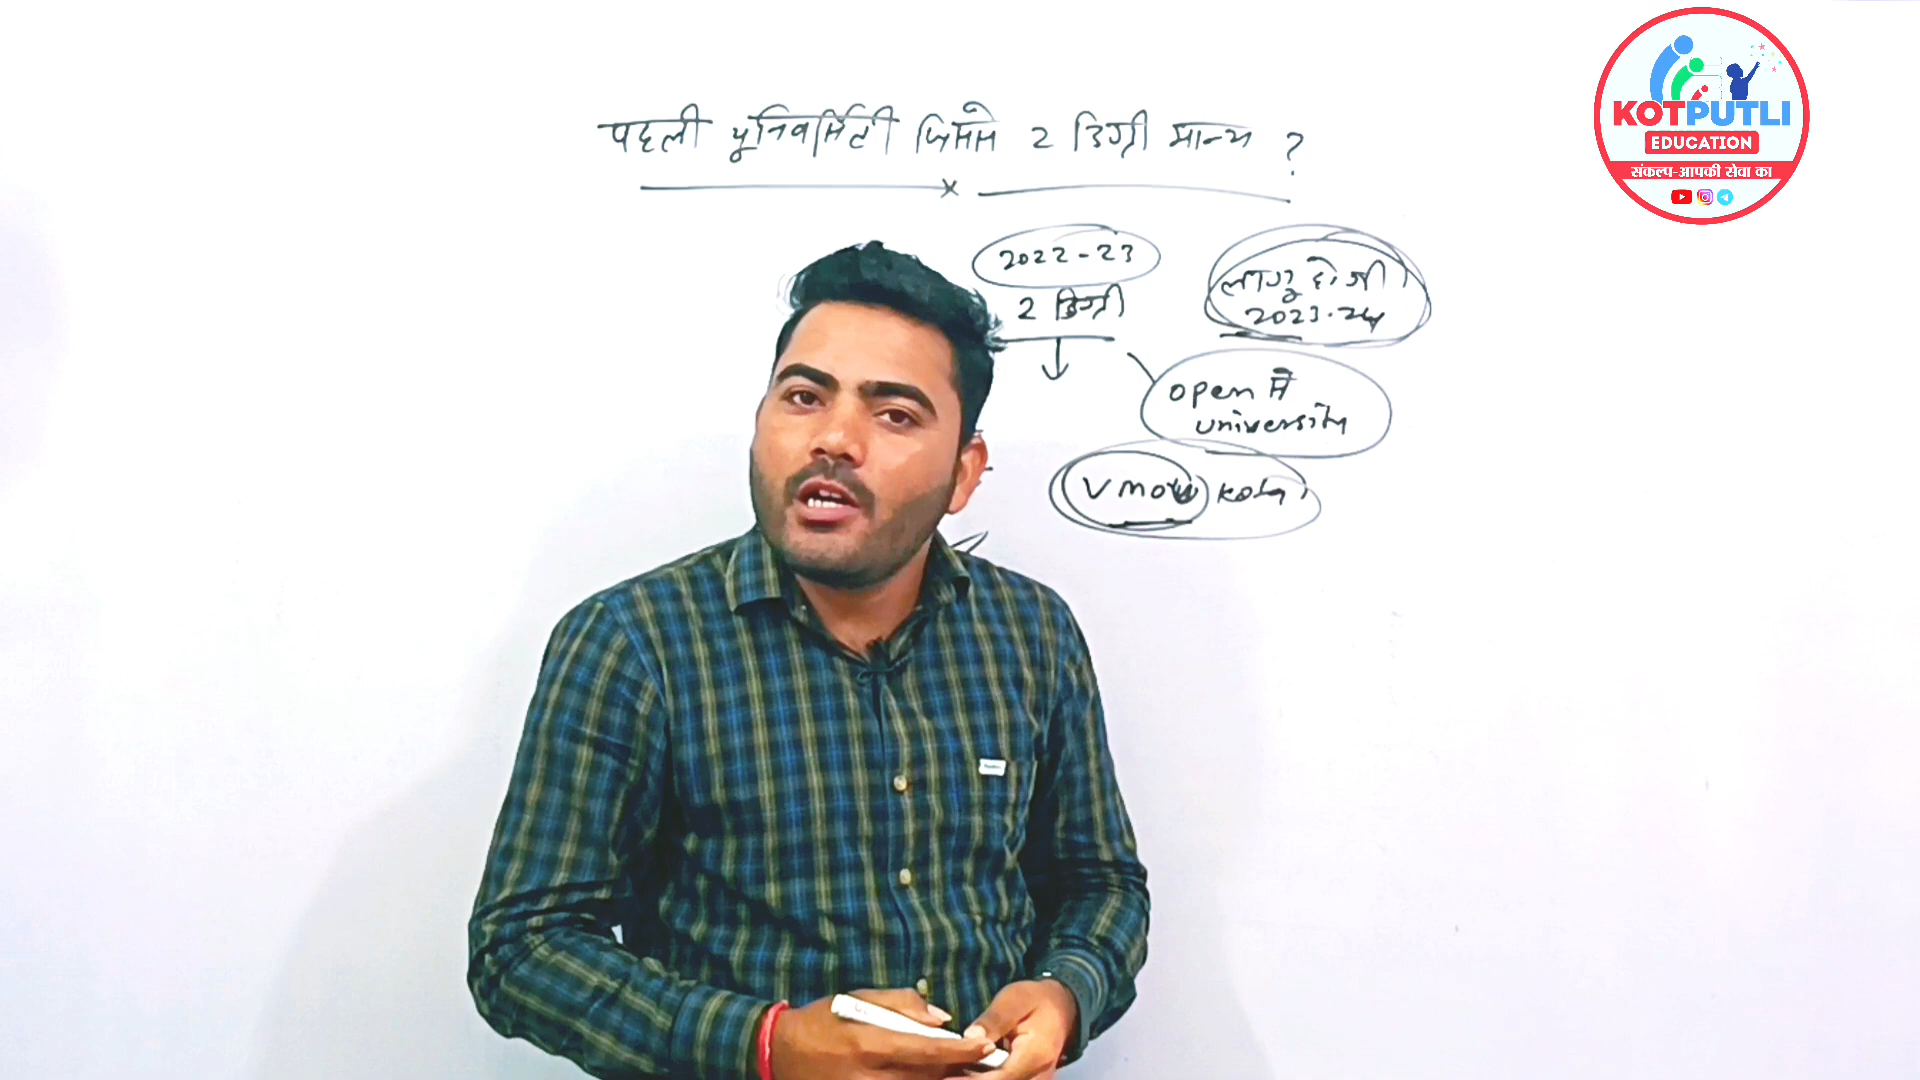 पहली यूनिवर्सिटी जिसमें 2 डिग्री मान्य ?
2022-23
2 डिग्री
लागू होगी
2023-24
open में
university
VMOU Kota
KOTPUTLI
EDUCATION
संकल्प-आपकी सेवा का